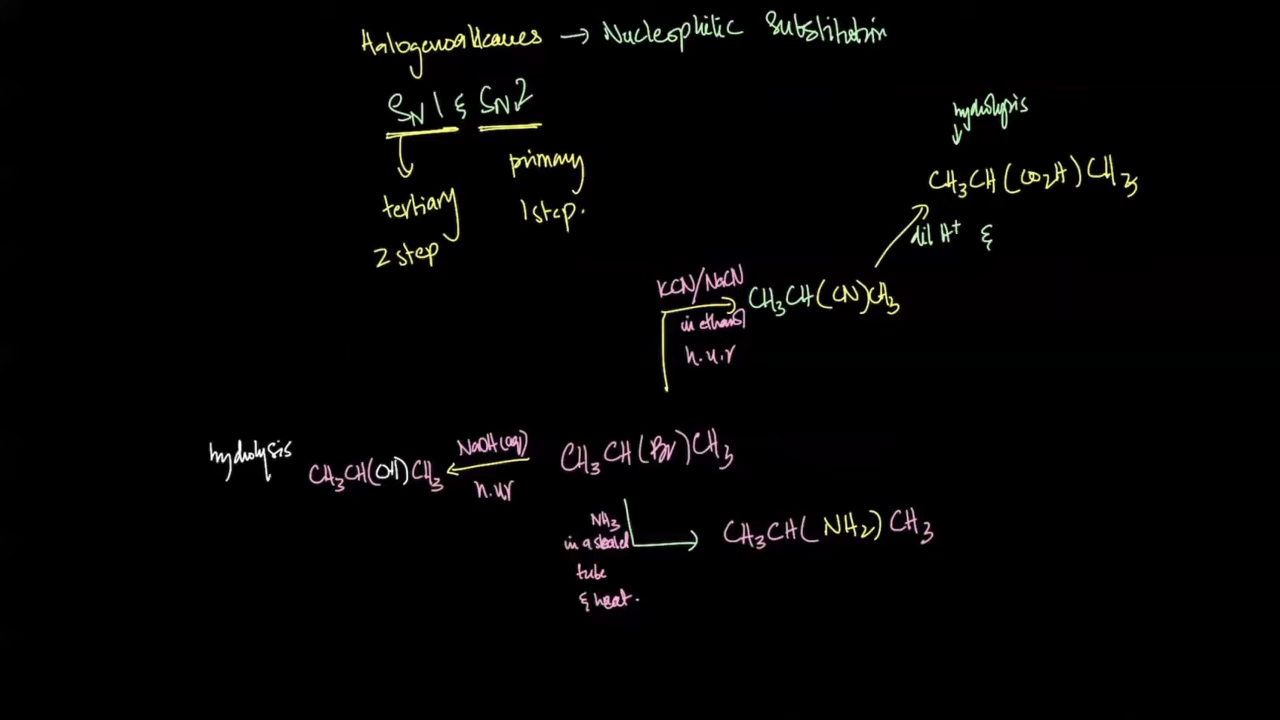 Halogenoalkanes → Nucleophilic Substitution
SN1 & SN2
tertiary
2 step
primary
1 step.
hydrolysis
CH3CH(CO2H)CH3
dil H+ &
KCN/NaCN
in ethanol
h.u.r
CH3CH(CN)CH3
hydrolysis
CH3CH(OH)CH3
NaOH(aq)
h.u.r
CH3CH(Br)CH3
NH3
in a sealed
tube
& heat.
CH3CH(NH2)CH3